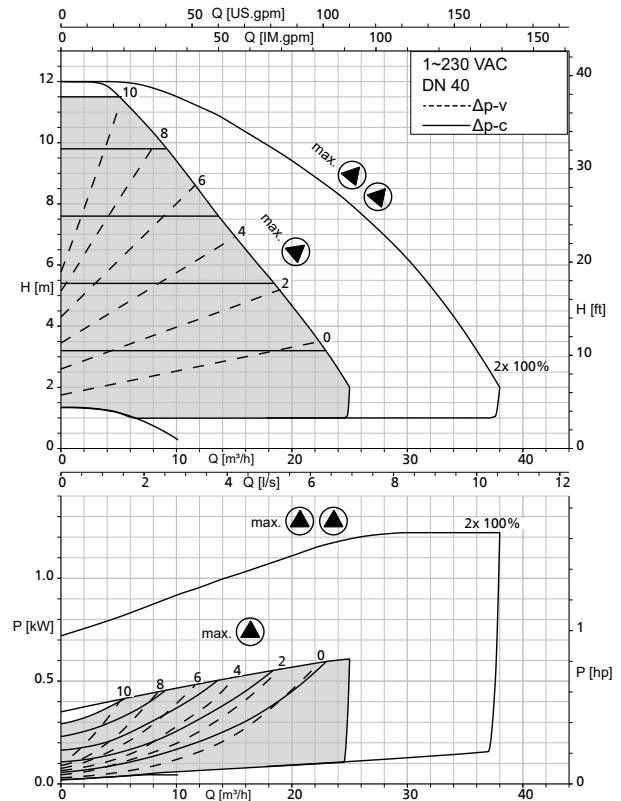 0 50 Q [US.gpm] 100 150
0 50 Q [IM.gpm] 100 150
1~230 VAC
DN 40
Δp-v
Δp-c
12 10 8 6 H [m] 4 2 0
40 30 20 H [ft] 10 0
10
8
6
4
2
0
max.
max.
2x 100%
0 10 Q [m³/h] 20 30 40
0 2 4 Q [l/s] 6 8 10 12
max.
2x 100%
1.0
P [kW]
0.5
0.0
1
P [hp]
0
max.
10 8 6 4 2 0
0 10 Q [m³/h] 20 30 40